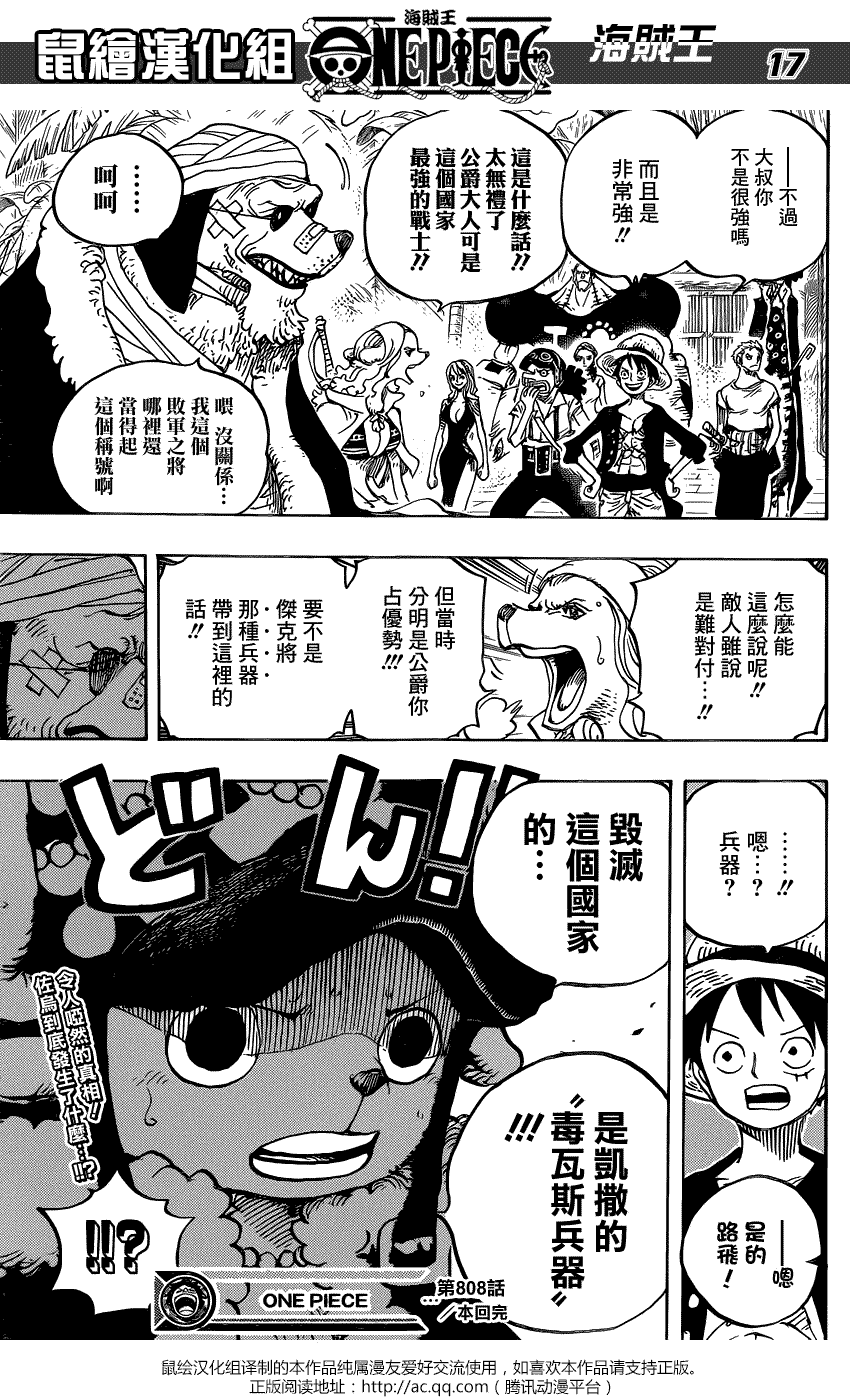 鼠繪漢化組
海賊王
ONE PIECE
海賊王
17
——不過
大叔你
不是很強嗎
而且是
非常強!!
這是什麼話!!
太無禮了
公爵大人可是
這個國家
最強的戰士!!
……
呵呵
喂 沒關係…
我這個
敗軍之將
哪裡還
當得起
這個稱號啊
怎麼能
這麼說呢!!
敵人雖說
是難對付…!!
但當時
分明是公爵你
占優勢!!!
要不是
傑克將
那種兵器
帶到這裡的
話!!
……!!
嗯…?
兵器?
——嗯
是的
路飛!
毀滅
這個國家
的…
是凱撒的
〝毒瓦斯兵器〞
!!!
どん!!
令人啞然的真相!
佐烏到底發生了什麼…!?
!!?
ONE PIECE
第808話
…／本回完
鼠绘汉化组译制的本作品纯属漫友爱好交流使用，如喜欢本作品请支持正版。
正版阅读地址：http://ac.qq.com（腾讯动漫平台）